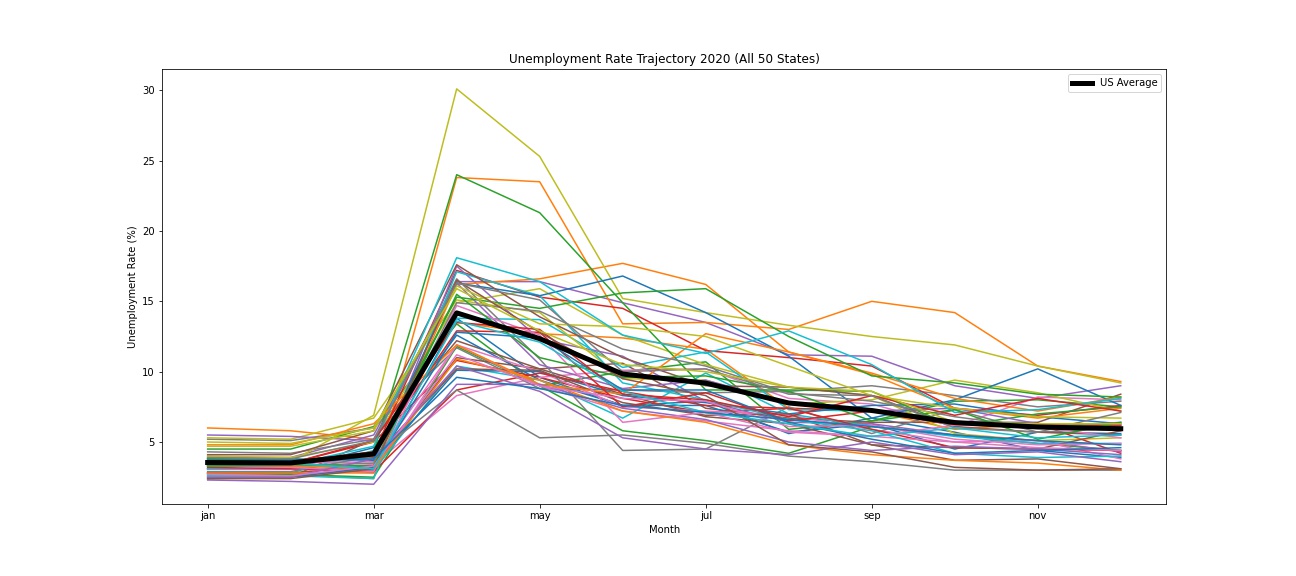 Unemployment Rate Trajectory 2020 (All 50 States)
US Average
30
25
20
15
10
5
Unemployment Rate (%)
jan
mar
may
jul
sep
nov
Month